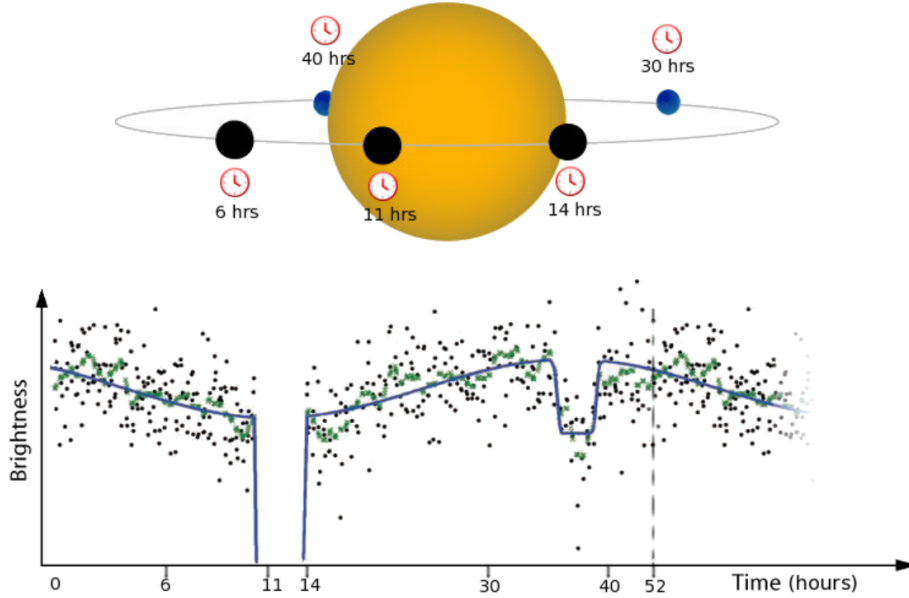 40 hrs
30 hrs
6 hrs
11 hrs
14 hrs
Brightness
0
6
11
14
30
40
52
Time (hours)